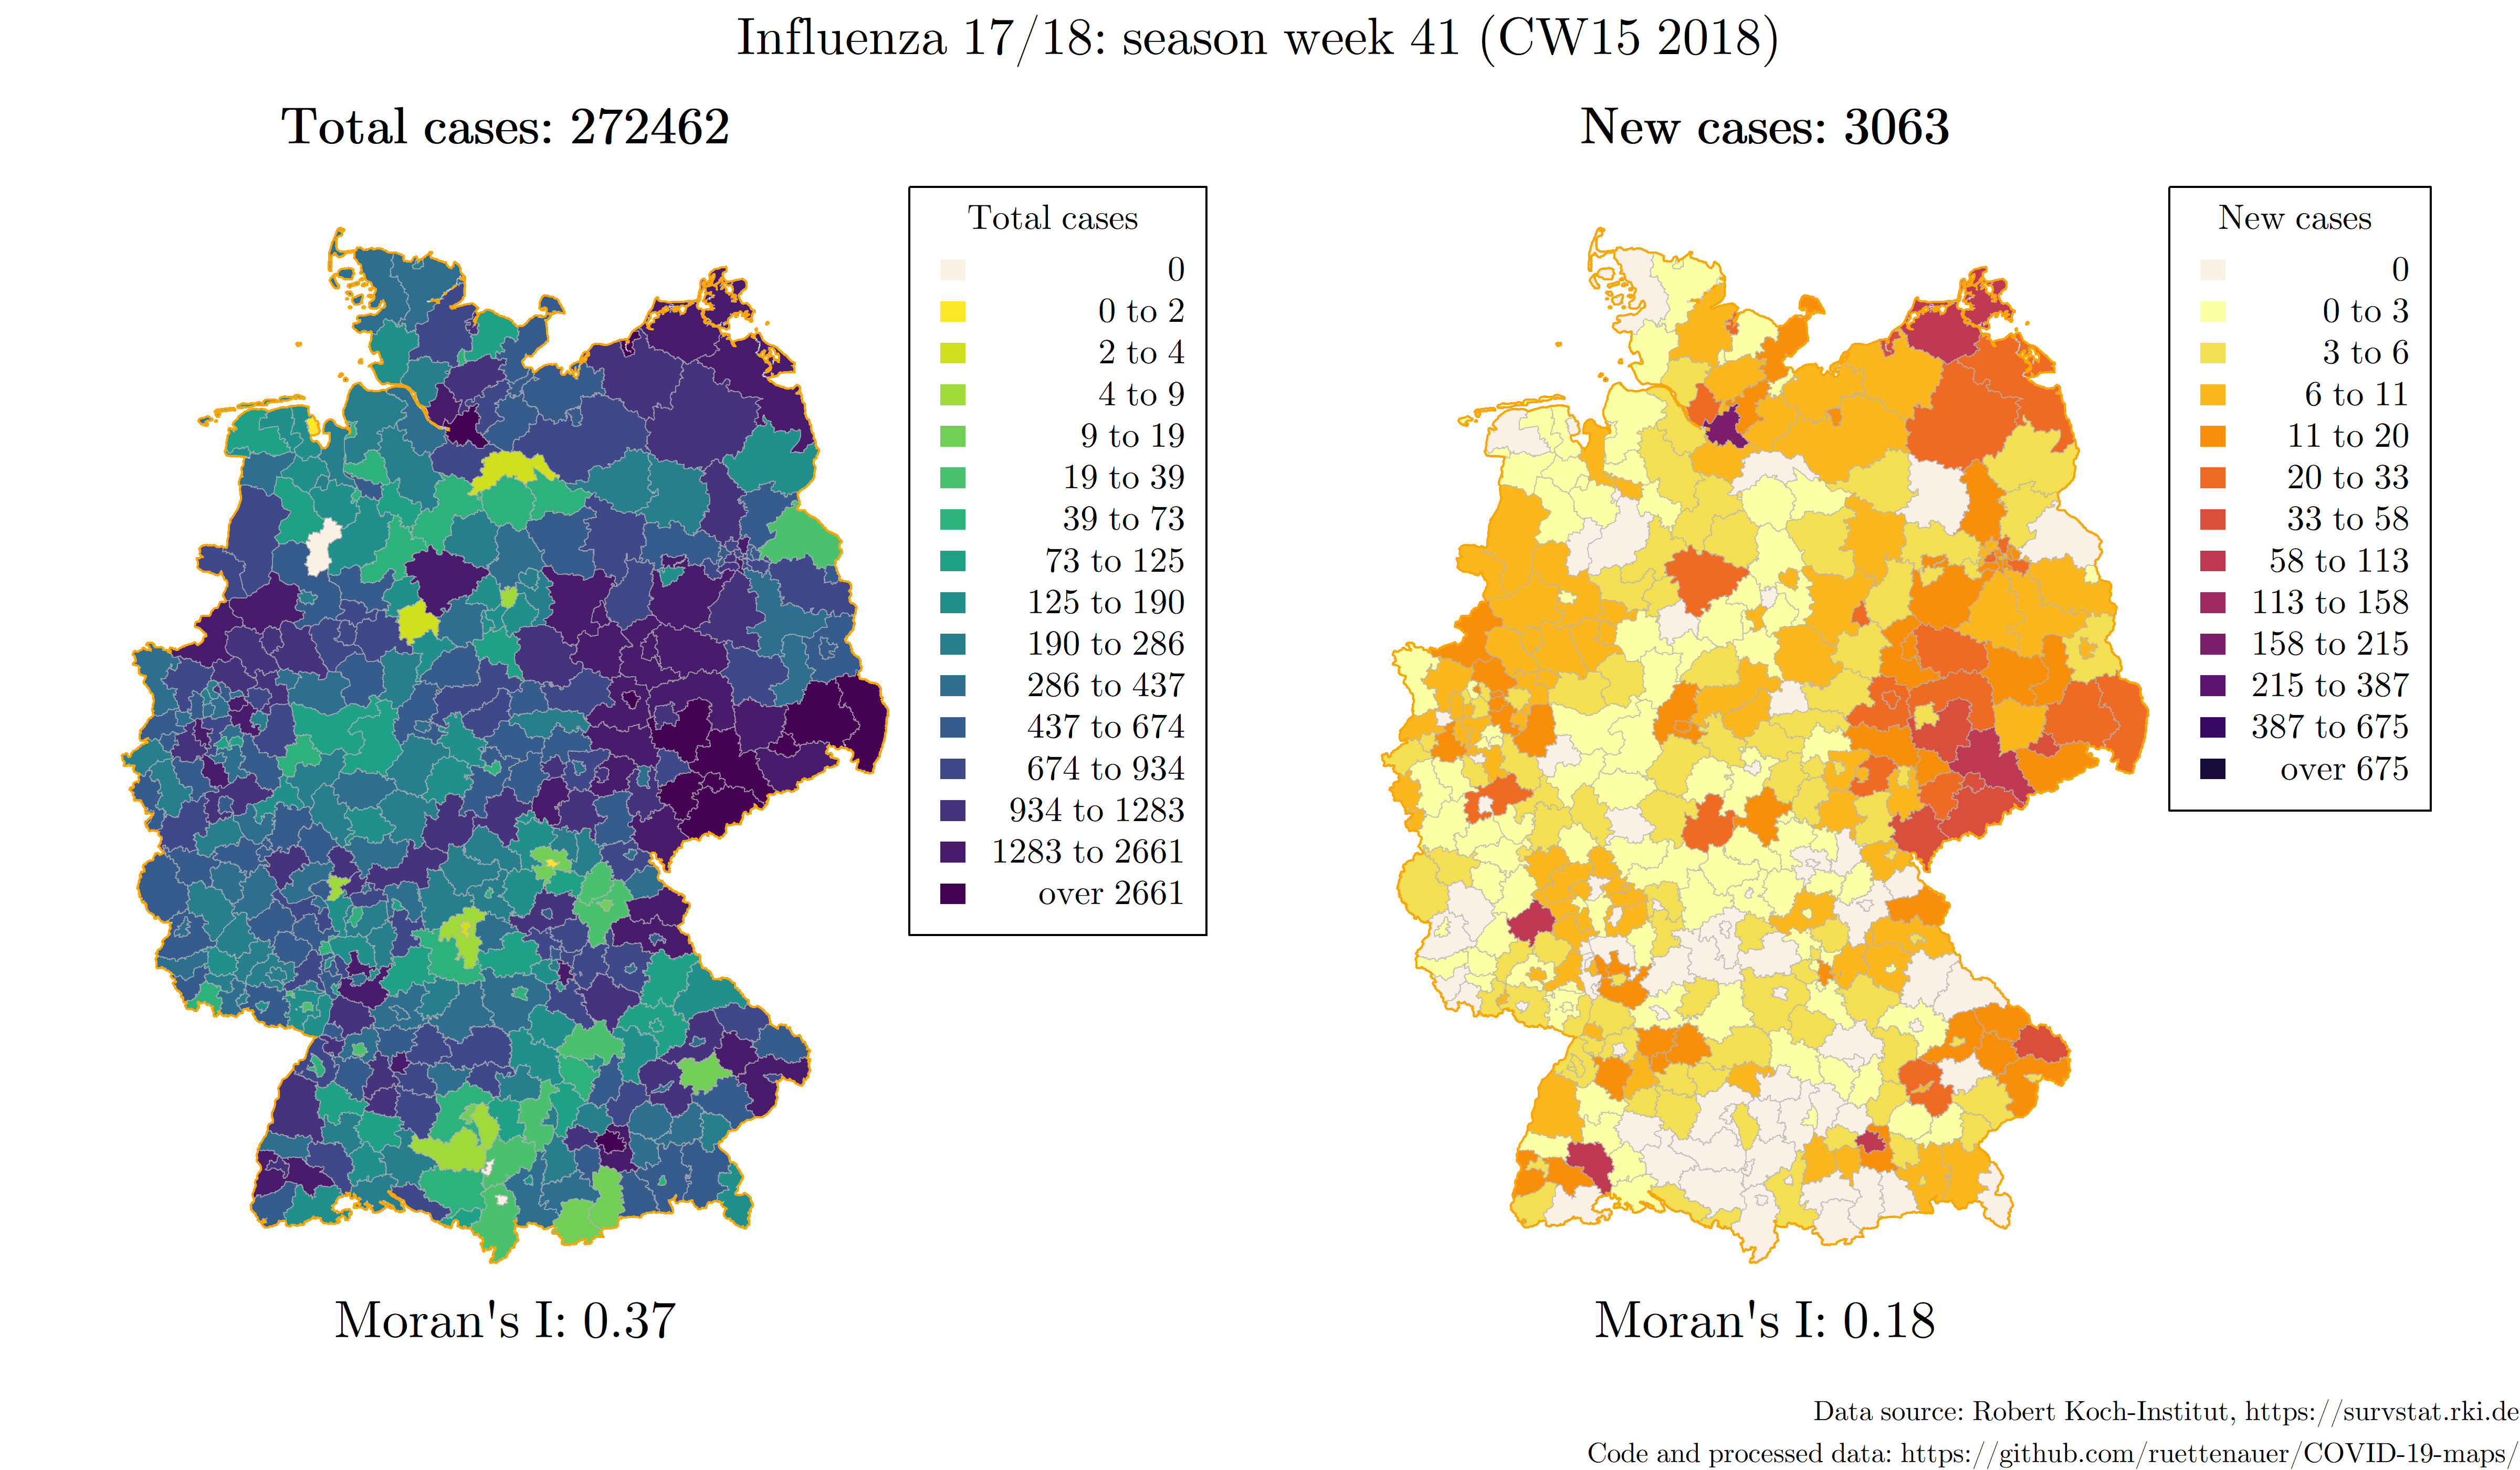 Influenza 17/18: season week 41 (CW15 2018)
Total cases: 272462
Total cases
0
0 to 2
2 to 4
4 to 9
9 to 19
19 to 39
39 to 73
73 to 125
125 to 190
190 to 286
286 to 437
437 to 674
674 to 934
934 to 1283
1283 to 2661
over 2661
Moran's I: 0.37
New cases: 3063
New cases
0
0 to 3
3 to 6
6 to 11
11 to 20
20 to 33
33 to 58
58 to 113
113 to 158
158 to 215
215 to 387
387 to 675
over 675
Moran's I: 0.18
Data source: Robert Koch-Institut, https://survstat.rki.de
Code and processed data: https://github.com/ruettenauer/COVID-19-maps/